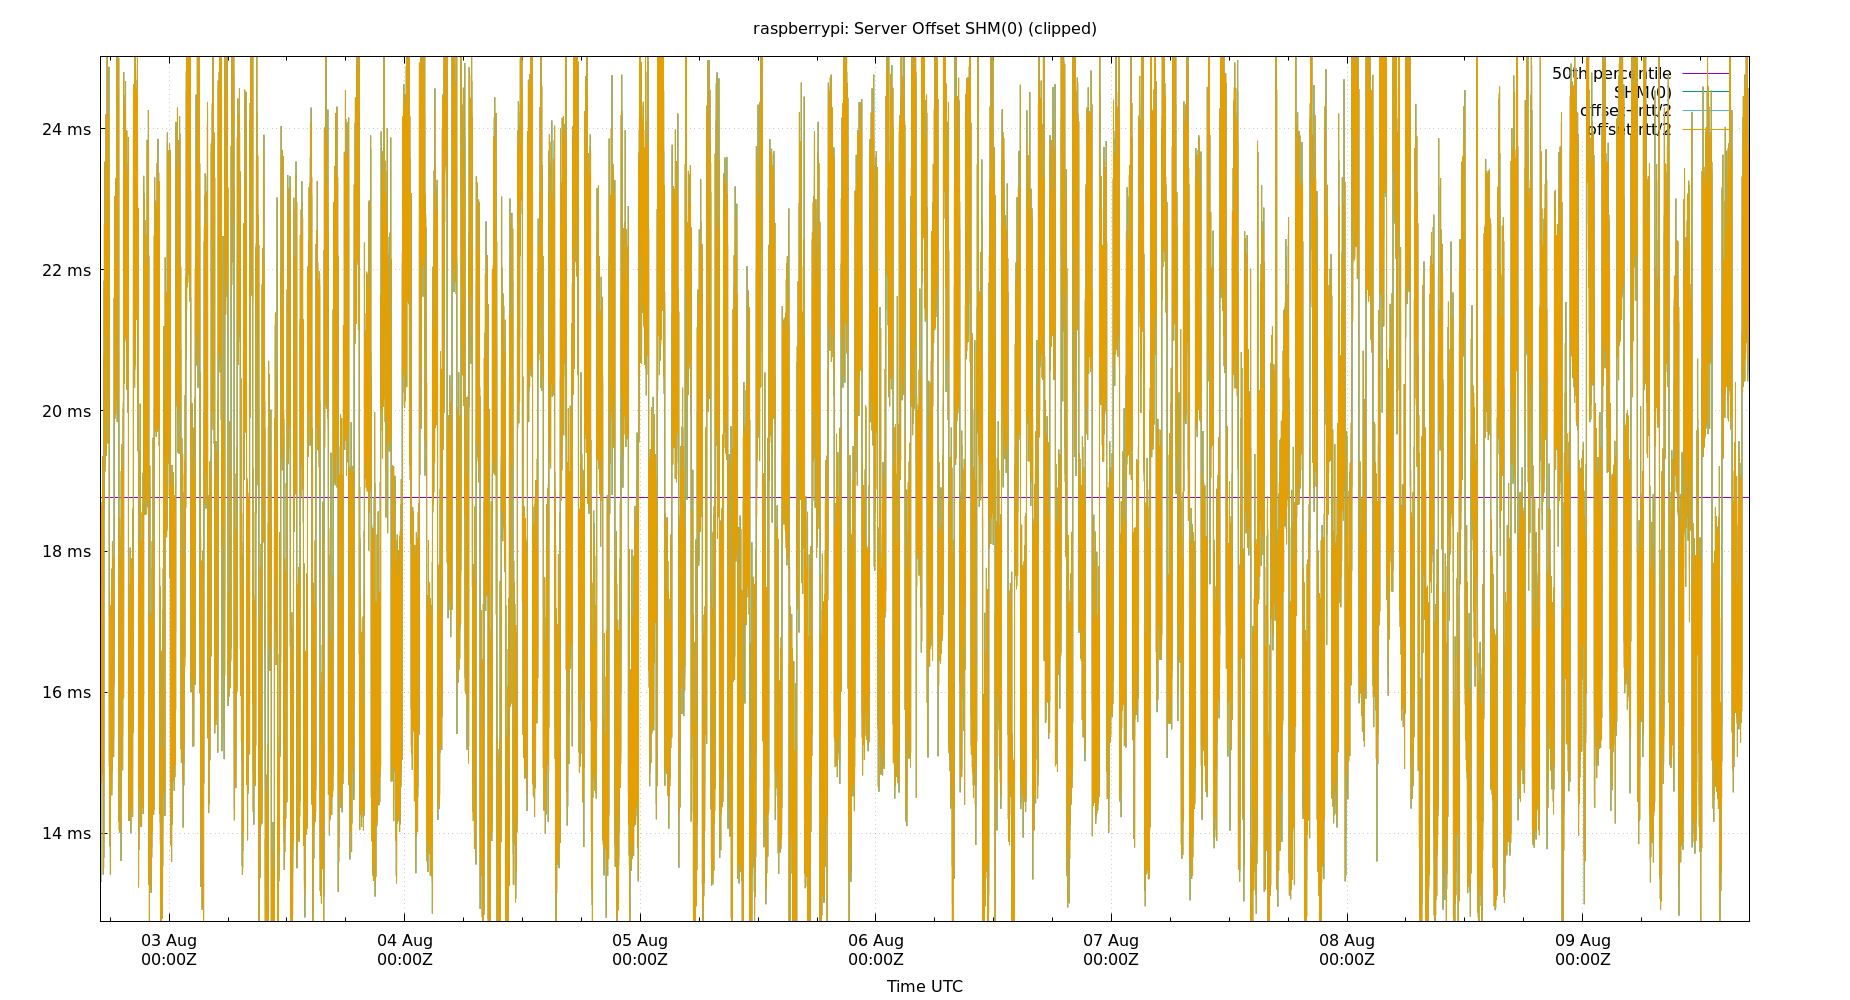 raspberrypi: Server Offset SHM(0) (clipped)
50th percentile
SHM(0)
offset+rtt/2
offset-rtt/2
24 ms
22 ms
20 ms
18 ms
16 ms
14 ms
03 Aug 04 Aug 05 Aug 06 Aug 07 Aug 08 Aug 09 Aug
00:00Z 00:00Z 00:00Z 00:00Z 00:00Z 00:00Z 00:00Z
Time UTC